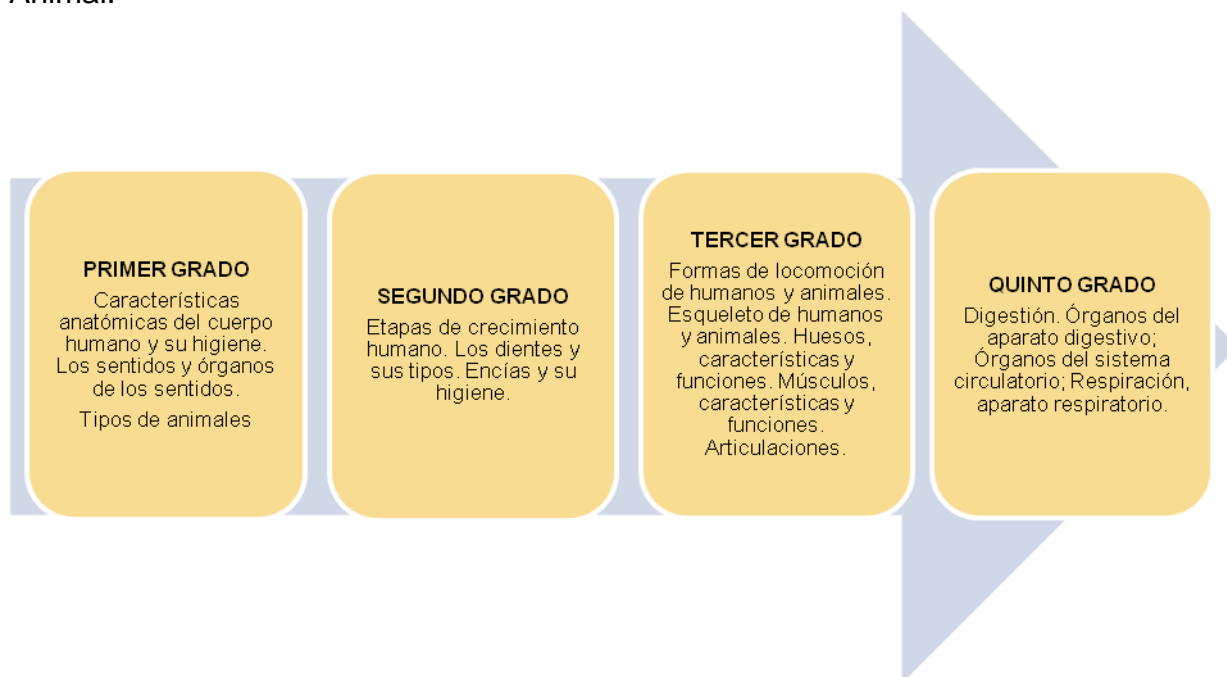 Animal.
PRIMER GRADO
Características
anatómicas del cuerpo
humano y su higiene.
Los sentidos y órganos
de los sentidos.
Tipos de animales
SEGUNDO GRADO
Etapas de crecimiento
humano. Los dientes y
sus tipos. Encías y su
higiene.
TERCER GRADO
Formas de locomoción
de humanos y animales.
Esqueleto de humanos
y animales. Huesos,
características y
funciones. Músculos,
características y
funciones.
Articulaciones.
QUINTO GRADO
Digestión. Órganos del
aparato digestivo;
Órganos del sistema
circulatorio; Respiración,
aparato respiratorio.